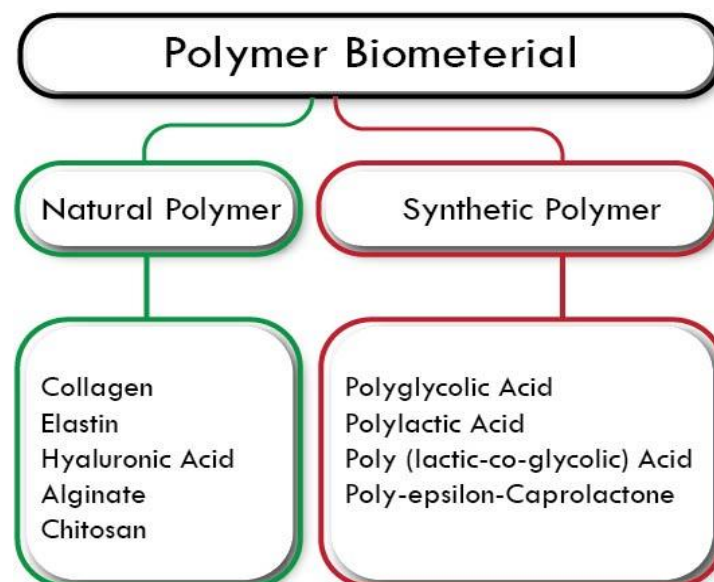 Polymer Biometerial
Natural Polymer
Synthetic Polymer
Collagen
Elastin
Hyaluronic Acid
Alginate
Chitosan
Polyglycolic Acid
Polylactic Acid
Poly (lactic-co-glycolic) Acid
Poly-epsilon-Caprolactone